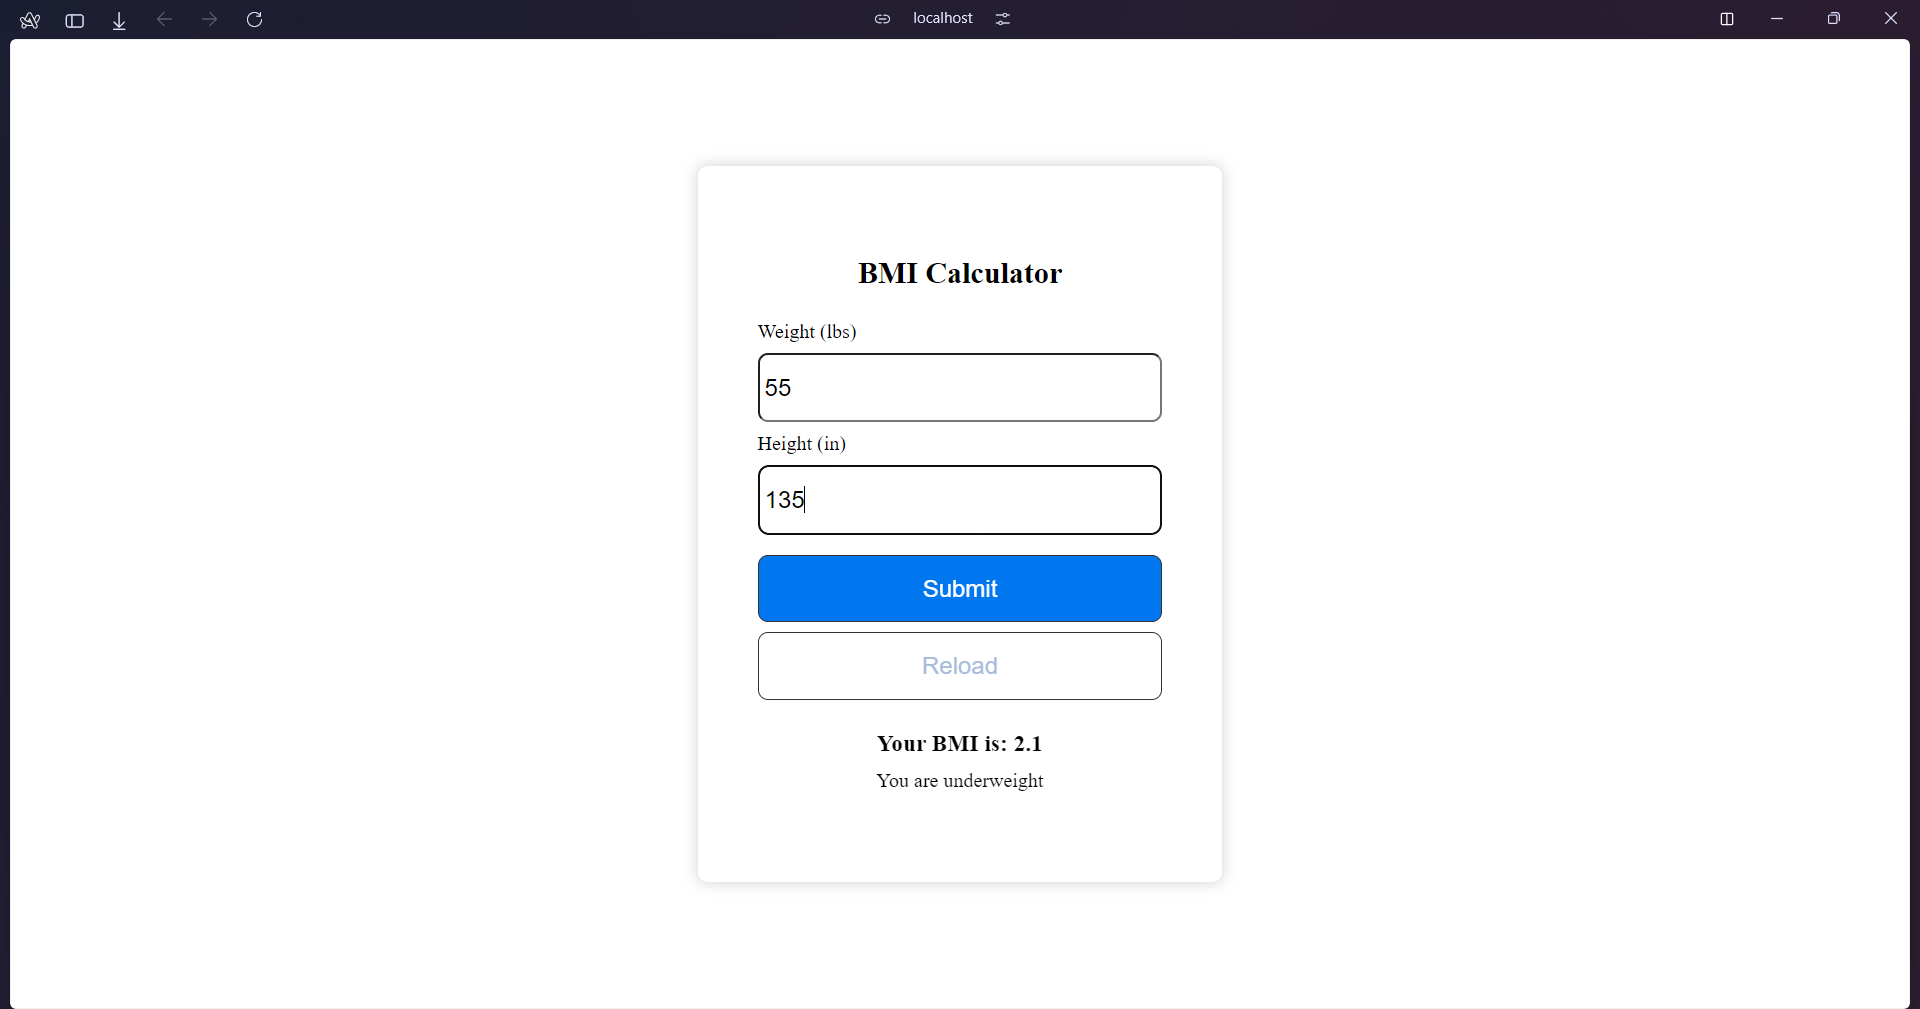 localhost
BMI Calculator
Weight (lbs)
55
Height (in)
135
Submit
Reload
Your BMI is: 2.1
You are underweight